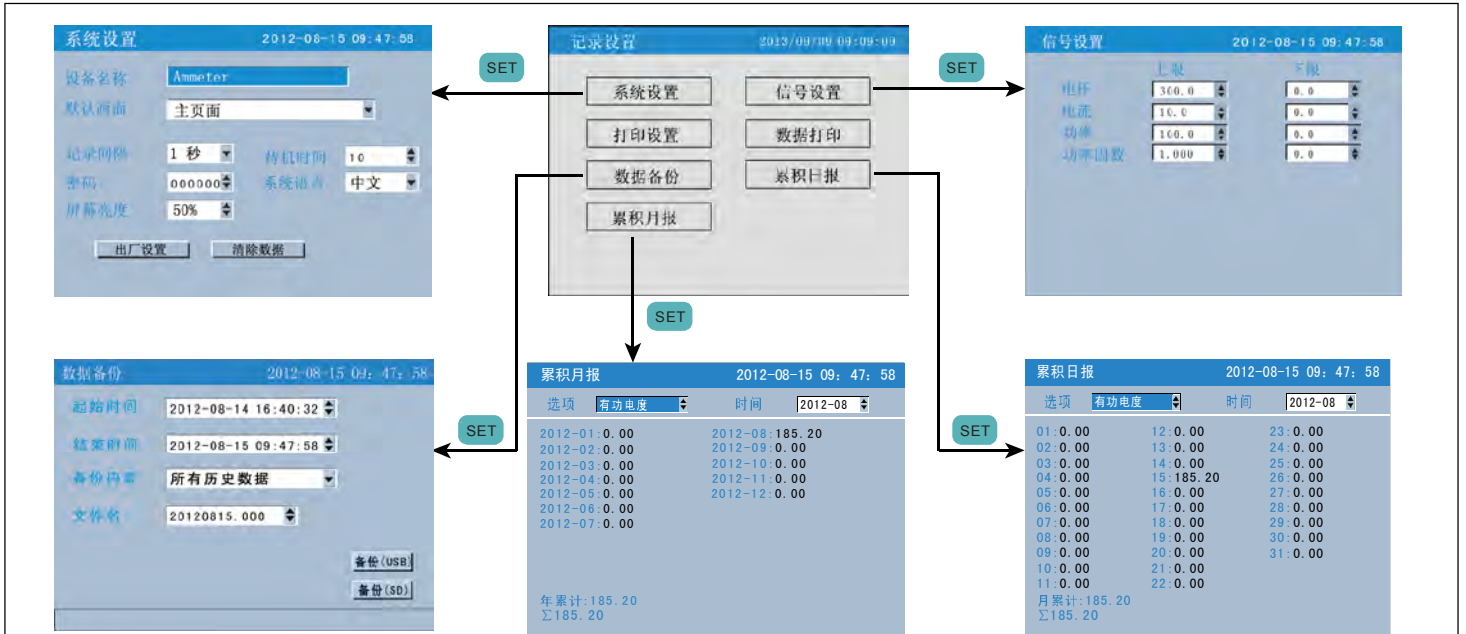 系统设置 2012-08-15 09:47:58
设备名称 Ammeter
默认画面 主页面
记录间隔 1 秒 待机时间 10
密码 000000 系统语言 中文
屏幕亮度 50%
出厂设置 清除数据
SET
记录设置 2013/09/09 09:09:09
系统设置 信号设置
打印设置 数据打印
数据备份 累积日报
累积月报
SET
信号设置 2012-08-15 09:47:58
上限 下限
电压 300.0 0.0
电流 10.0 0.0
功率 100.0 0.0
功率因数 1.000 0.0
SET
数据备份 2012-08-15 09:47:58
起始时间 2012-08-14 16:40:32
结束时间 2012-08-15 09:47:58
备份内容 所有历史数据
文件名 20120815.000
备份(USB)
备份(SD)
SET
累积月报 2012-08-15 09:47:58
选项 有功电度 时间 2012-08
2012-01:0.00 2012-08:185.20
2012-02:0.00 2012-09:0.00
2012-03:0.00 2012-10:0.00
2012-04:0.00 2012-11:0.00
2012-05:0.00 2012-12:0.00
2012-06:0.00
2012-07:0.00
年累计:185.20
Σ185.20
SET
累积日报 2012-08-15 09:47:58
选项 有功电度 时间 2012-08
01:0.00 12:0.00 23:0.00
02:0.00 13:0.00 24:0.00
03:0.00 14:0.00 25:0.00
04:0.00 15:185.20 26:0.00
05:0.00 16:0.00 27:0.00
06:0.00 17:0.00 28:0.00
07:0.00 18:0.00 29:0.00
08:0.00 19:0.00 30:0.00
09:0.00 20:0.00 31:0.00
10:0.00 21:0.00
11:0.00 22:0.00
月累计:185.20
Σ185.20